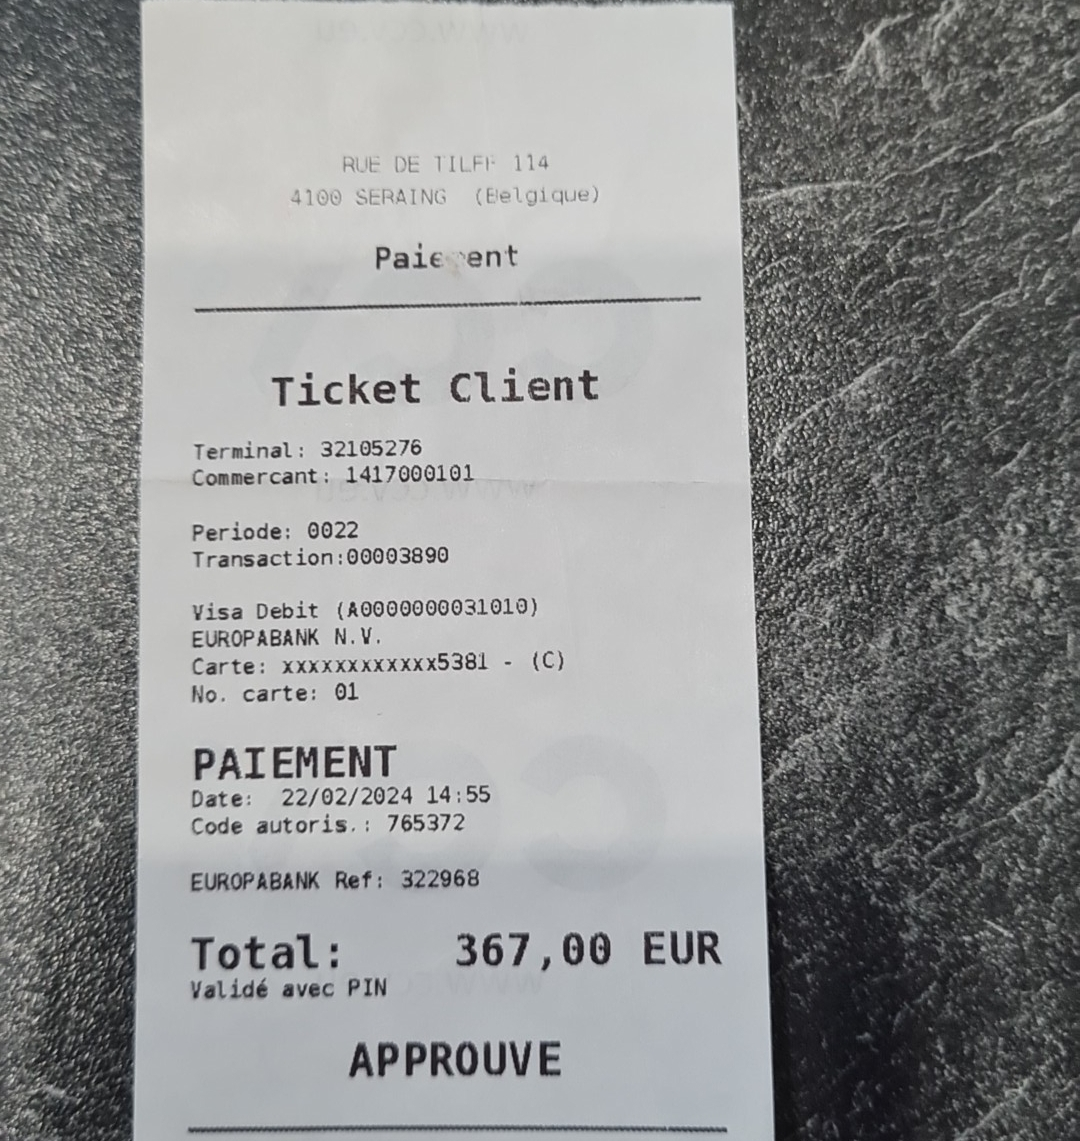 RUE DE TILFF 114
4100 SERAING (Belgique)
Paiement
Ticket Client
Terminal: 32105276
Commercant: 1417000101
Periode: 0022
Transaction:00003890
Visa Debit (A0000000031010)
EUROPABANK N.V.
Carte: xxxxxxxxxxxx5381 - (C)
No. carte: 01
PAIEMENT
Date: 22/02/2024 14:55
Code autoris.: 765372
EUROPABANK Ref: 322968
Total: 367,00 EUR
Validé avec PIN
APPROUVE